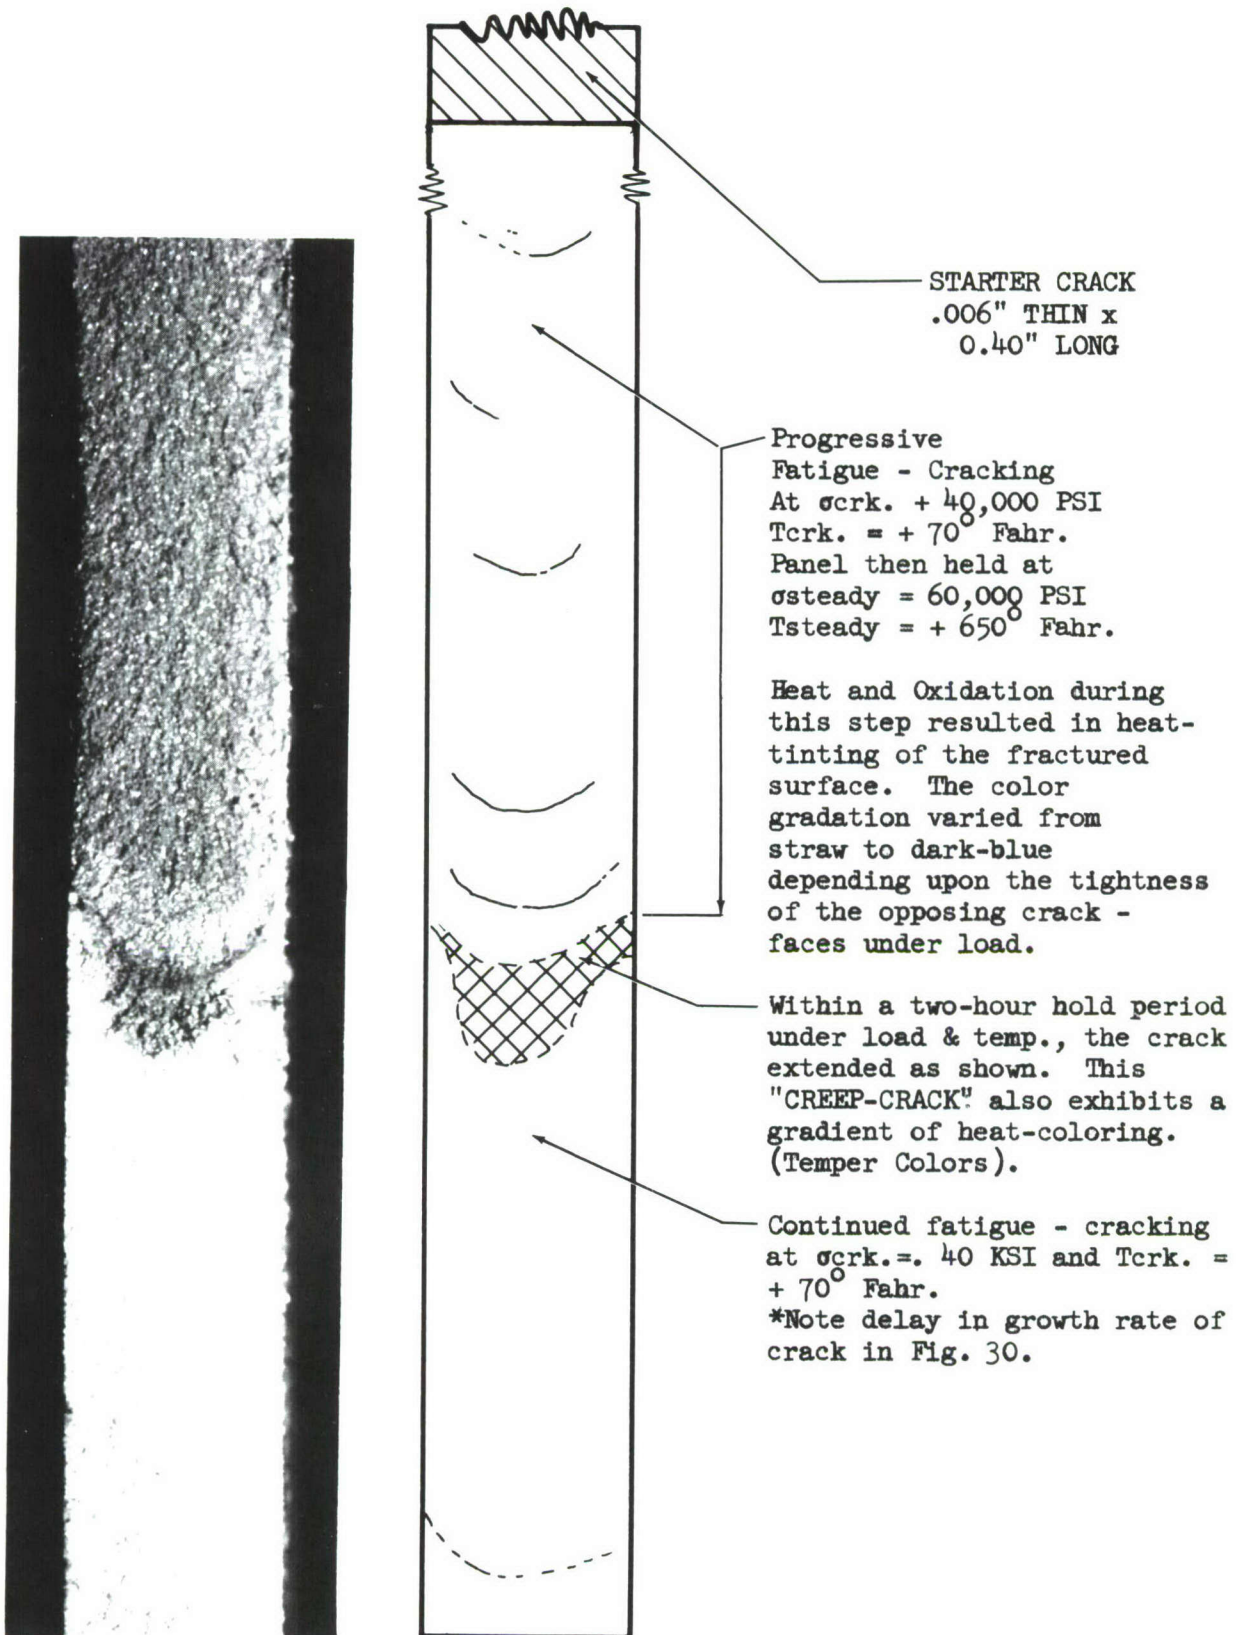 STARTER CRACK
.006" THIN x
0.40" LONG
Progressive
Fatigue - Cracking
At σcrk. + 40,000 PSI
Tcrk. = + 70° Fahr.
Panel then held at
σsteady = 60,000 PSI
Tsteady = + 650° Fahr.
Heat and Oxidation during
this step resulted in heat-
tinting of the fractured
surface. The color
gradation varied from
straw to dark-blue
depending upon the tightness
of the opposing crack -
faces under load.
Within a two-hour hold period
under load & temp., the crack
extended as shown. This
"CREEP-CRACK" also exhibits a
gradient of heat-coloring.
(Temper Colors).
Continued fatigue - cracking
at σcrk.=. 40 KSI and Tcrk. =
+ 70° Fahr.
*Note delay in growth rate of
crack in Fig. 30.